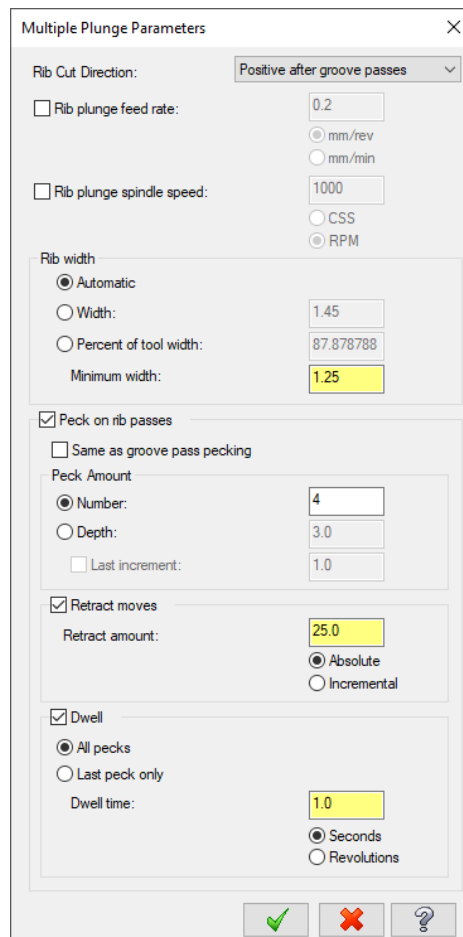 Multiple Plunge Parameters
Rib Cut Direction: Positive after groove passes
Rib plunge feed rate: 0.2
mm/rev
mm/min
Rib plunge spindle speed: 1000
CSS
RPM
Rib width
Automatic
Width: 1.45
Percent of tool width: 87.878788
Minimum width: 1.25
Peck on rib passes
Same as groove pass pecking
Peck Amount
Number: 4
Depth: 3.0
Last increment: 1.0
Retract moves
Retract amount: 25.0
Absolute
Incremental
Dwell
All pecks
Last peck only
Dwell time: 1.0
Seconds
Revolutions